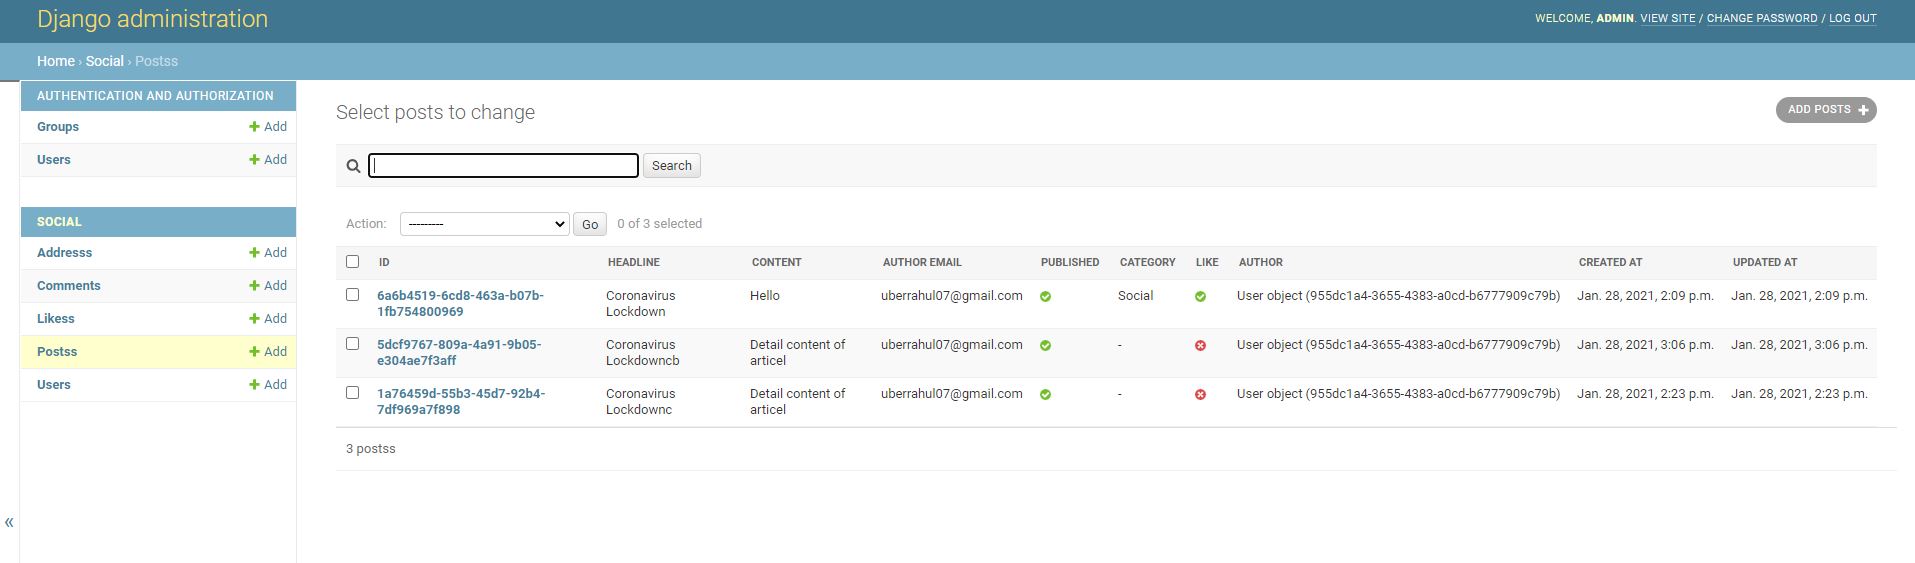 Django administration
WELCOME, ADMIN. VIEW SITE / CHANGE PASSWORD / LOG OUT
Home › Social › Postss
AUTHENTICATION AND AUTHORIZATION
Groups + Add
Users + Add
SOCIAL
Addresss + Add
Comments + Add
Likess + Add
Postss + Add
Users + Add
«
Select posts to change
ADD POSTS +
Search
Action: --------- Go 0 of 3 selected
ID HEADLINE CONTENT AUTHOR EMAIL PUBLISHED CATEGORY LIKE AUTHOR CREATED AT UPDATED AT
6a6b4519-6cd8-463a-b07b- Coronavirus Hello uberrahul07@gmail.com Social User object (955dc1a4-3655-4383-a0cd-b6777909c79b) Jan. 28, 2021, 2:09 p.m. Jan. 28, 2021, 2:09 p.m.
1fb754800969 Lockdown
5dcf9767-809a-4a91-9b05- Coronavirus Detail content of uberrahul07@gmail.com - User object (955dc1a4-3655-4383-a0cd-b6777909c79b) Jan. 28, 2021, 3:06 p.m. Jan. 28, 2021, 3:06 p.m.
e304ae7f3aff Lockdowncb articel
1a76459d-55b3-45d7-92b4- Coronavirus Detail content of uberrahul07@gmail.com - User object (955dc1a4-3655-4383-a0cd-b6777909c79b) Jan. 28, 2021, 2:23 p.m. Jan. 28, 2021, 2:23 p.m.
7df969a7f898 Lockdownc articel
3 postss